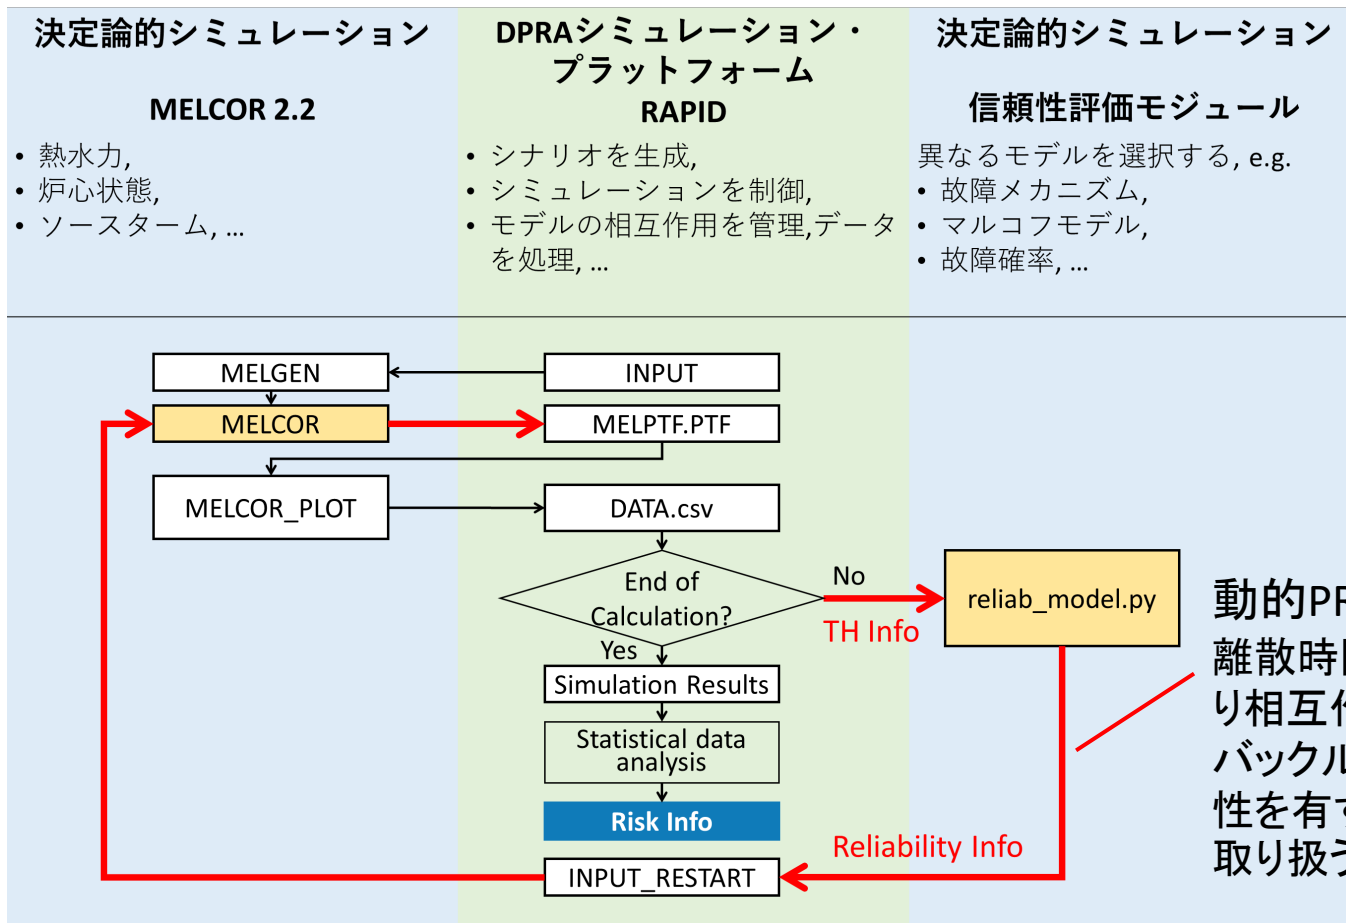 決定論的シミュレーション
MELCOR 2.2
• 熱水力,
• 炉心状態,
• ソースターム, ...
DPRAシミュレーション・
プラットフォーム
RAPID
• シナリオを生成,
• シミュレーションを制御,
• モデルの相互作用を管理,データ
を処理, ...
決定論的シミュレーション
信頼性評価モジュール
異なるモデルを選択する, e.g.
• 故障メカニズム,
• マルコフモデル,
• 故障確率, ...
MELGEN
INPUT
MELCOR
MELPTF.PTF
MELCOR_PLOT
DATA.csv
End of
Calculation?
No
TH Info
reliab_model.py
Yes
Simulation Results
Statistical data
analysis
Risk Info
Reliability Info
INPUT_RESTART
動的PR
離散時
り相互
バックル
性を有
取り扱う